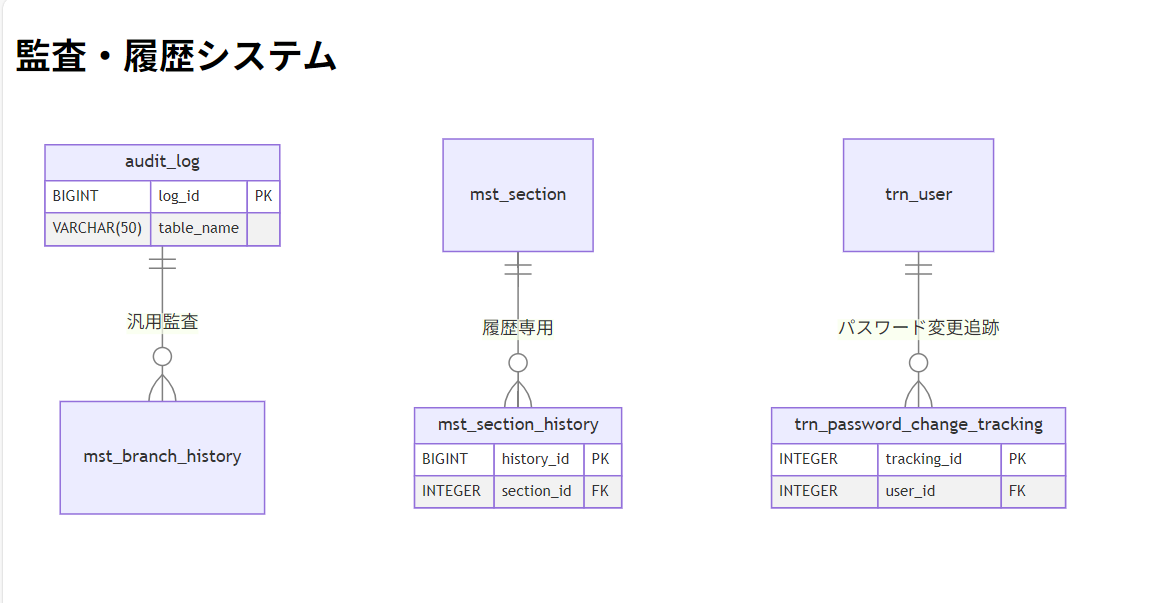 監査・履歴システム
audit_log
BIGINT log_id PK
VARCHAR(50) table_name
汎用監査
mst_branch_history
mst_section
履歴専用
mst_section_history
BIGINT history_id PK
INTEGER section_id FK
trn_user
パスワード変更追跡
trn_password_change_tracking
INTEGER tracking_id PK
INTEGER user_id FK